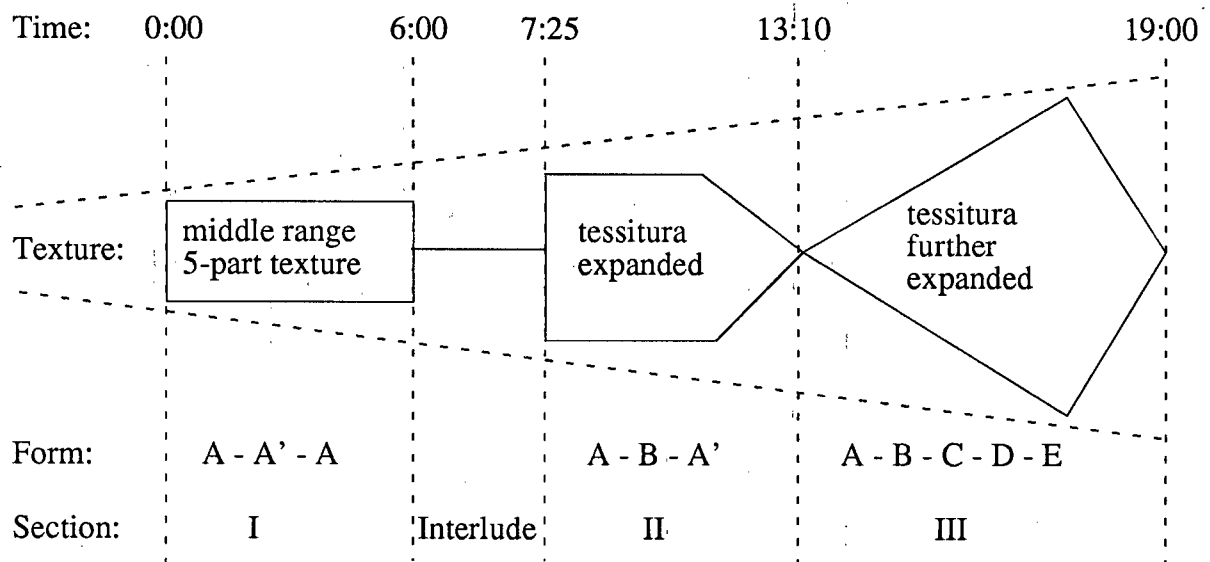 Time: 0:00 6:00 7:25 13:10 19:00
Texture:
middle range
5-part texture
tessitura
expanded
tessitura
further
expanded
Form: A - A' - A A - B - A' A - B - C - D - E
Section: I Interlude II III